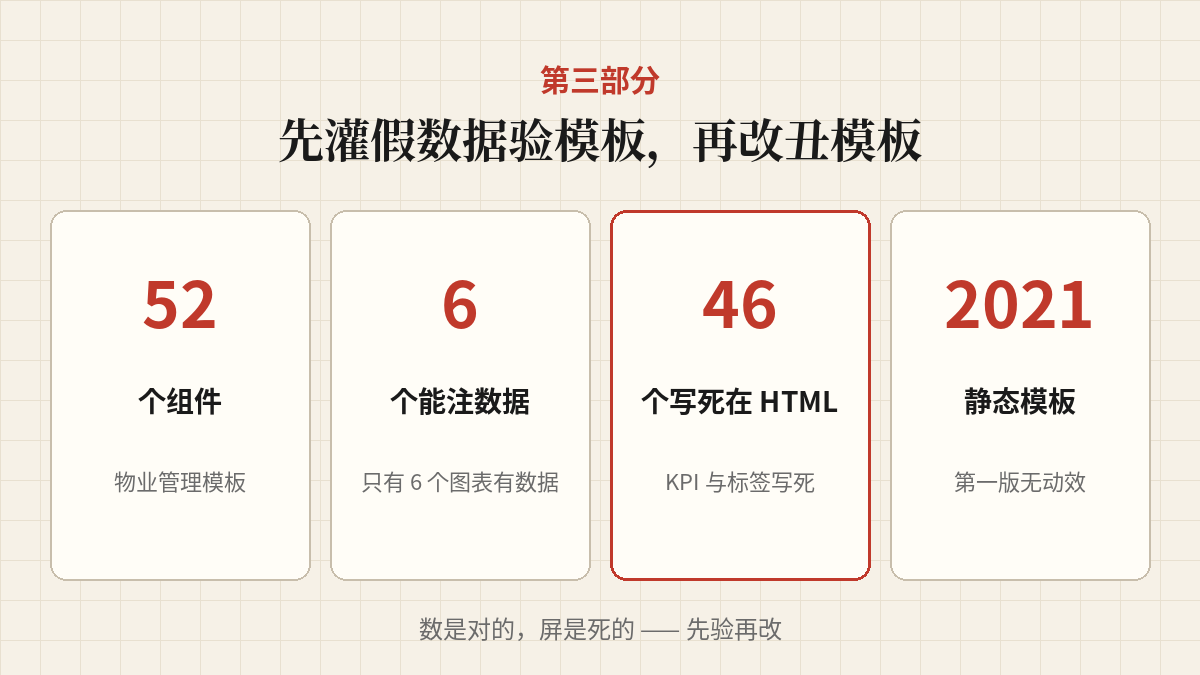 第三部分
先灌假数据验模板，再改丑模板
52
个组件
物业管理模板
6
个能注数据
只有 6 个图表有数据
46
个写死在 HTML
KPI 与标签写死
2021
静态模板
第一版无动效
数是对的，屏是死的 —— 先验再改